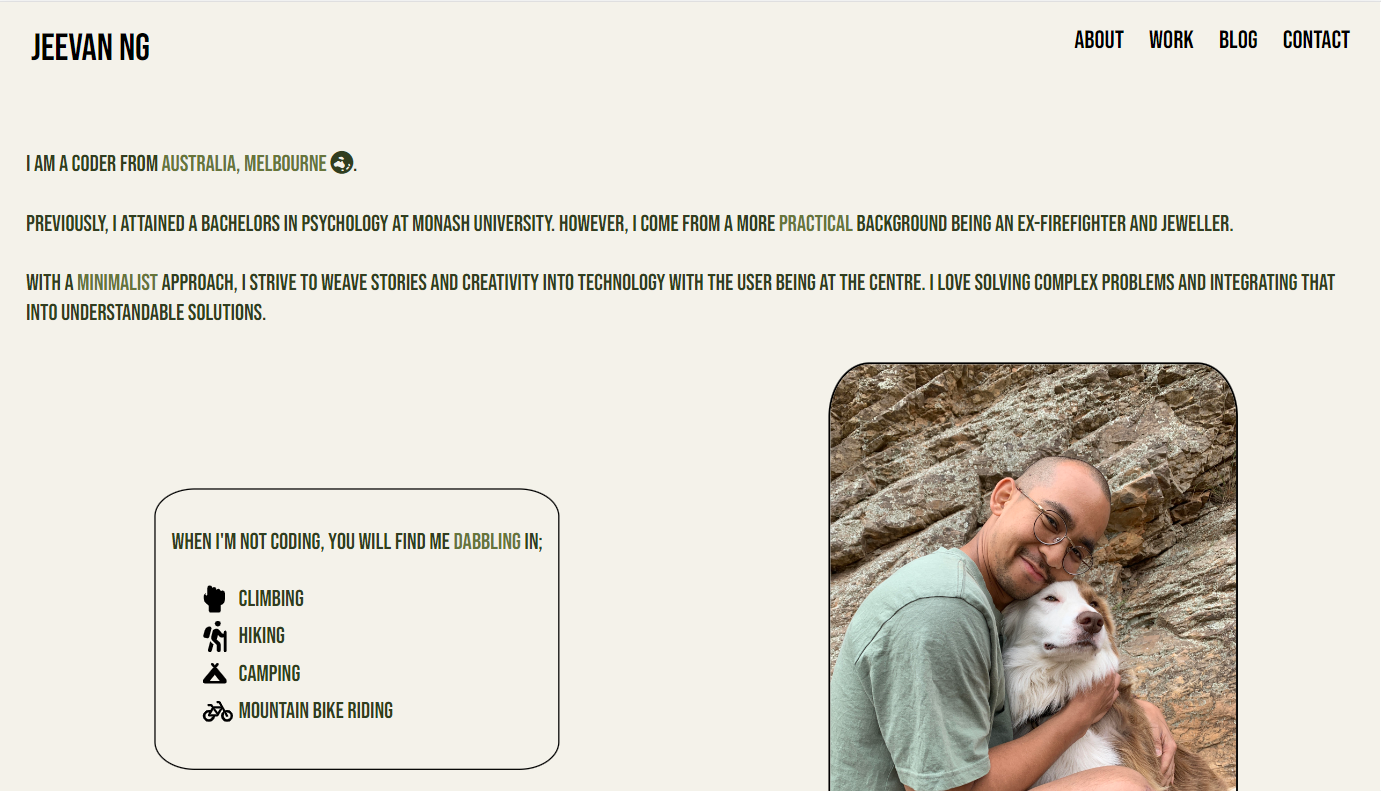 JEEVAN NG
ABOUT WORK BLOG CONTACT
I AM A CODER FROM AUSTRALIA, MELBOURNE .
PREVIOUSLY, I ATTAINED A BACHELORS IN PSYCHOLOGY AT MONASH UNIVERSITY. HOWEVER, I COME FROM A MORE PRACTICAL BACKGROUND BEING AN EX-FIREFIGHTER AND JEWELLER.
WITH A MINIMALIST APPROACH, I STRIVE TO WEAVE STORIES AND CREATIVITY INTO TECHNOLOGY WITH THE USER BEING AT THE CENTRE. I LOVE SOLVING COMPLEX PROBLEMS AND INTEGRATING THAT
INTO UNDERSTANDABLE SOLUTIONS.
WHEN I'M NOT CODING, YOU WILL FIND ME DABBLING IN;
CLIMBING
HIKING
CAMPING
MOUNTAIN BIKE RIDING